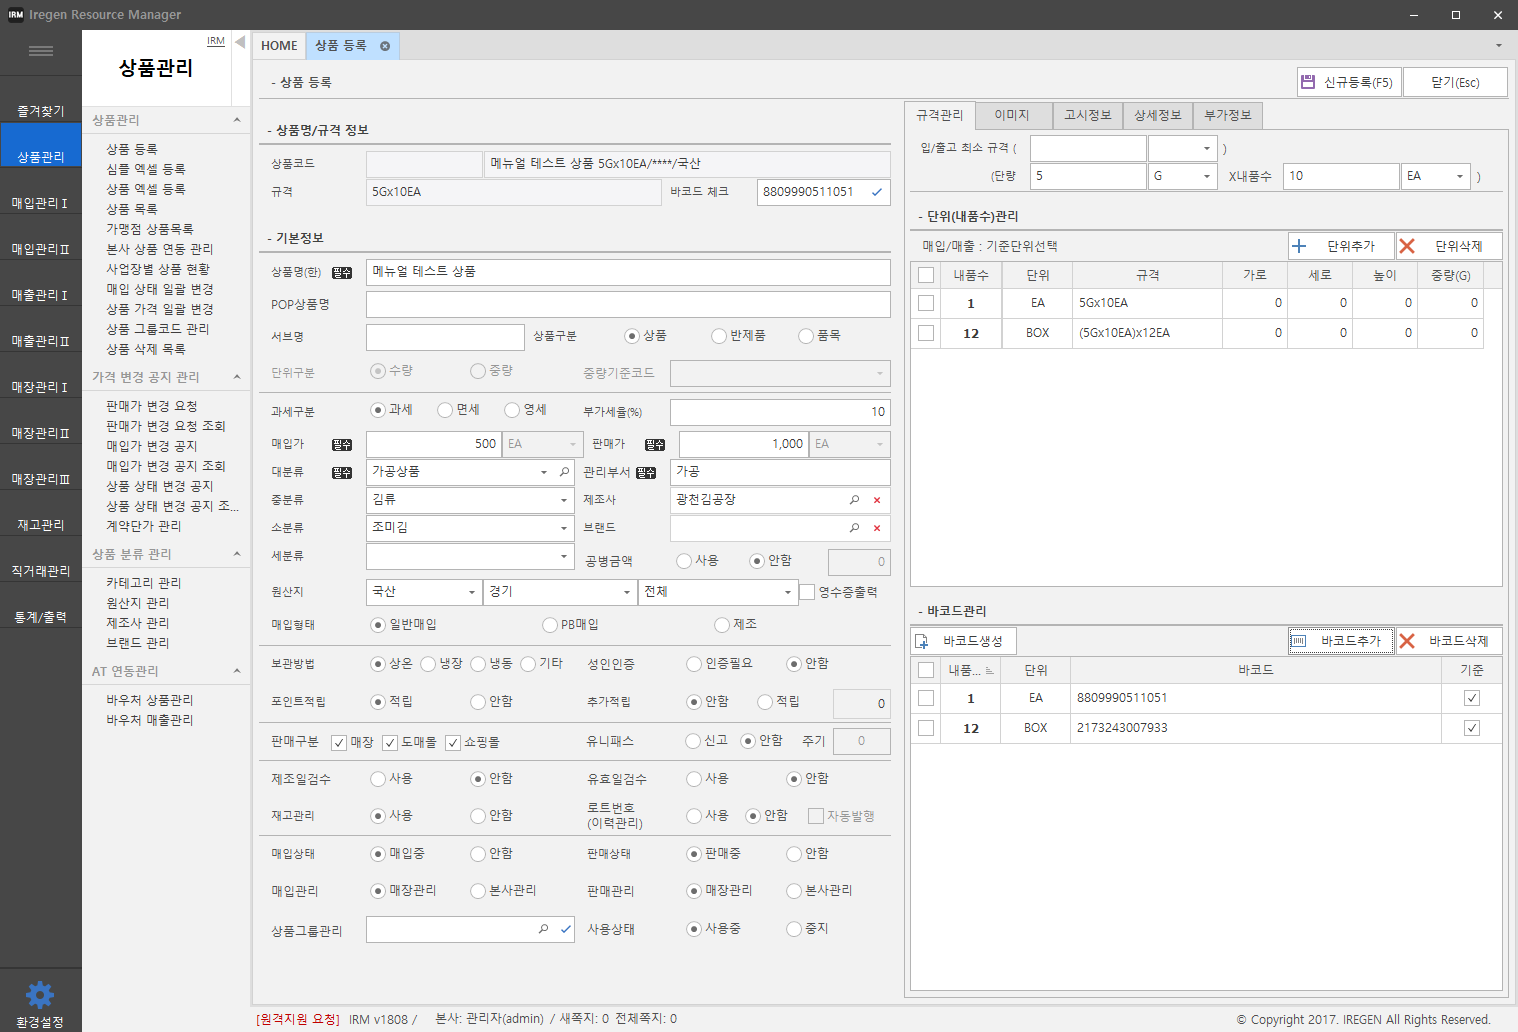 IRM Iregen Resource Manager
즐겨찾기
상품관리
매입관리Ⅰ
매입관리Ⅱ
매출관리Ⅰ
매출관리Ⅱ
매장관리Ⅰ
매장관리Ⅱ
매장관리Ⅲ
재고관리
직거래관리
통계/출력
환경설정
IRM
상품관리
상품관리
상품 등록
심플 엑셀 등록
상품 엑셀 등록
상품 목록
가맹점 상품목록
본사 상품 연동 관리
사업장별 상품 현황
매입 상태 일괄 변경
상품 가격 일괄 변경
상품 그룹코드 관리
상품 삭제 목록
가격 변경 공지 관리
판매가 변경 요청
판매가 변경 요청 조회
매입가 변경 공지
매입가 변경 공지 조회
상품 상태 변경 공지
상품 상태 변경 공지 조...
계약단가 관리
상품 분류 관리
카테고리 관리
원산지 관리
제조사 관리
브랜드 관리
AT 연동관리
바우처 상품관리
바우처 매출관리
HOME 상품 등록
- 상품 등록
신규등록(F5) 닫기(Esc)
- 상품명/규격 정보
상품코드 메뉴얼 테스트 상품 5Gx10EA/****/국산
규격 5Gx10EA 바코드 체크 8809990511051
- 기본정보
상품명(한) 필수 메뉴얼 테스트 상품
POP상품명
서브명 상품구분 상품 반제품 품목
단위구분 수량 중량 중량기준코드
과세구분 과세 면세 영세 부가세율(%) 10
매입가 필수 500 EA 판매가 필수 1,000 EA
대분류 필수 가공상품 관리부서 필수 가공
중분류 김류 제조사 광천김공장
소분류 조미김 브랜드
세분류 공병금액 사용 안함 0
원산지 국산 경기 전체 영수증출력
매입형태 일반매입 PB매입 제조
보관방법 상온 냉장 냉동 기타 성인인증 인증필요 안함
포인트적립 적립 안함 추가적립 안함 적립 0
판매구분 매장 도매몰 쇼핑몰 유니패스 신고 안함 주기 0
제조일검수 사용 안함 유효일검수 사용 안함
재고관리 사용 안함 로트번호 (이력관리) 사용 안함 자동발행
매입상태 매입중 안함 판매상태 판매중 안함
매입관리 매장관리 본사관리 판매관리 매장관리 본사관리
상품그룹관리 사용상태 사용중 중지
규격관리 이미지 고시정보 상세정보 부가정보
입/출고 최소 규격 ( )
(단량 5 G X내품수 10 EA )
- 단위(내품수)관리
매입/매출 : 기준단위선택 단위추가 단위삭제
내품수 단위 규격 가로 세로 높이 중량(G)
1 EA 5Gx10EA 0 0 0 0
12 BOX (5Gx10EA)x12EA 0 0 0 0
- 바코드관리
바코드생성 바코드추가 바코드삭제
내품... 단위 바코드 기준
1 EA 8809990511051
12 BOX 2173243007933
[원격지원 요청] IRM v1808 / 본사: 관리자(admin) / 새쪽지: 0 전체쪽지: 0
© Copyright 2017. IREGEN All Rights Reserved.